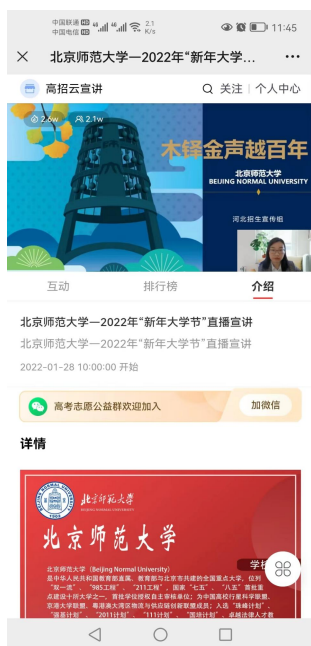 中国联通 HD 46
中国电信 HD
46
2.1
K/s
11:45
北京师范大学—2022年“新年大学...
高招云宣讲
关注 | 个人中心
2.6w 2.1w
木铎金声越百年
北京师范大学
BEIJING NORMAL UNIVERSITY
河北招生宣传组
互动 排行榜 介绍
北京师范大学—2022年“新年大学节”直播宣讲
北京师范大学—2022年“新年大学节”直播宣讲
2022-01-28 10:00:00 开始
高考志愿公益群欢迎加入 加微信
详情
北京师范大学
北京师范大学
学校
北京师范大学 (Beijing Normal University)
是中华人民共和国教育部直属、教育部与北京市共建的全国重点大学，位列
“双一流”、“985工程”、“211工程”，国家“七五”、“八五”首批重
点建设十所大学之一，首批学位授权自主审核单位；为中国高校行星科学联盟、
京港大学联盟、粤港澳大湾区物流与供应链创新联盟成员；入选“珠峰计划”、
“强基计划”、“2011计划”、“111计划”、